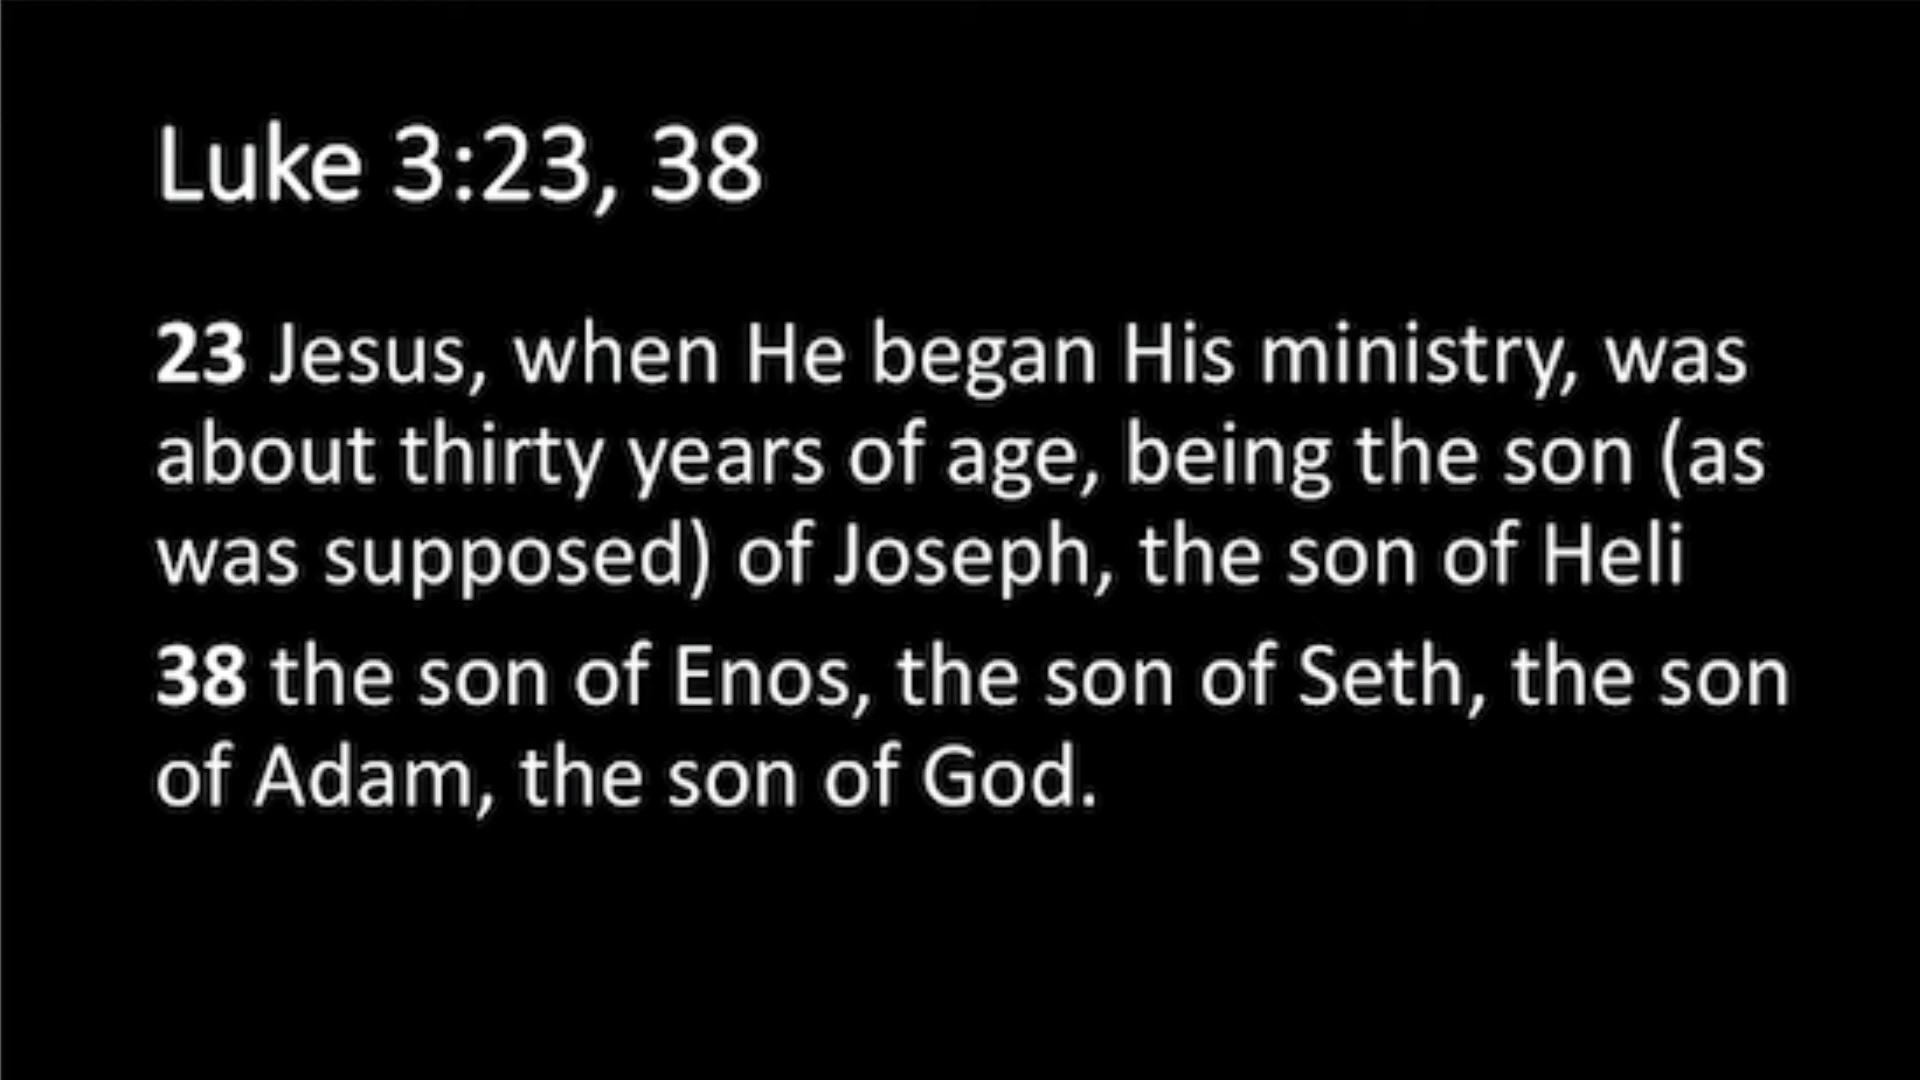 Luke 3:23, 38
23 Jesus, when He began His ministry, was
about thirty years of age, being the son (as
was supposed) of Joseph, the son of Heli
38 the son of Enos, the son of Seth, the son
of Adam, the son of God.